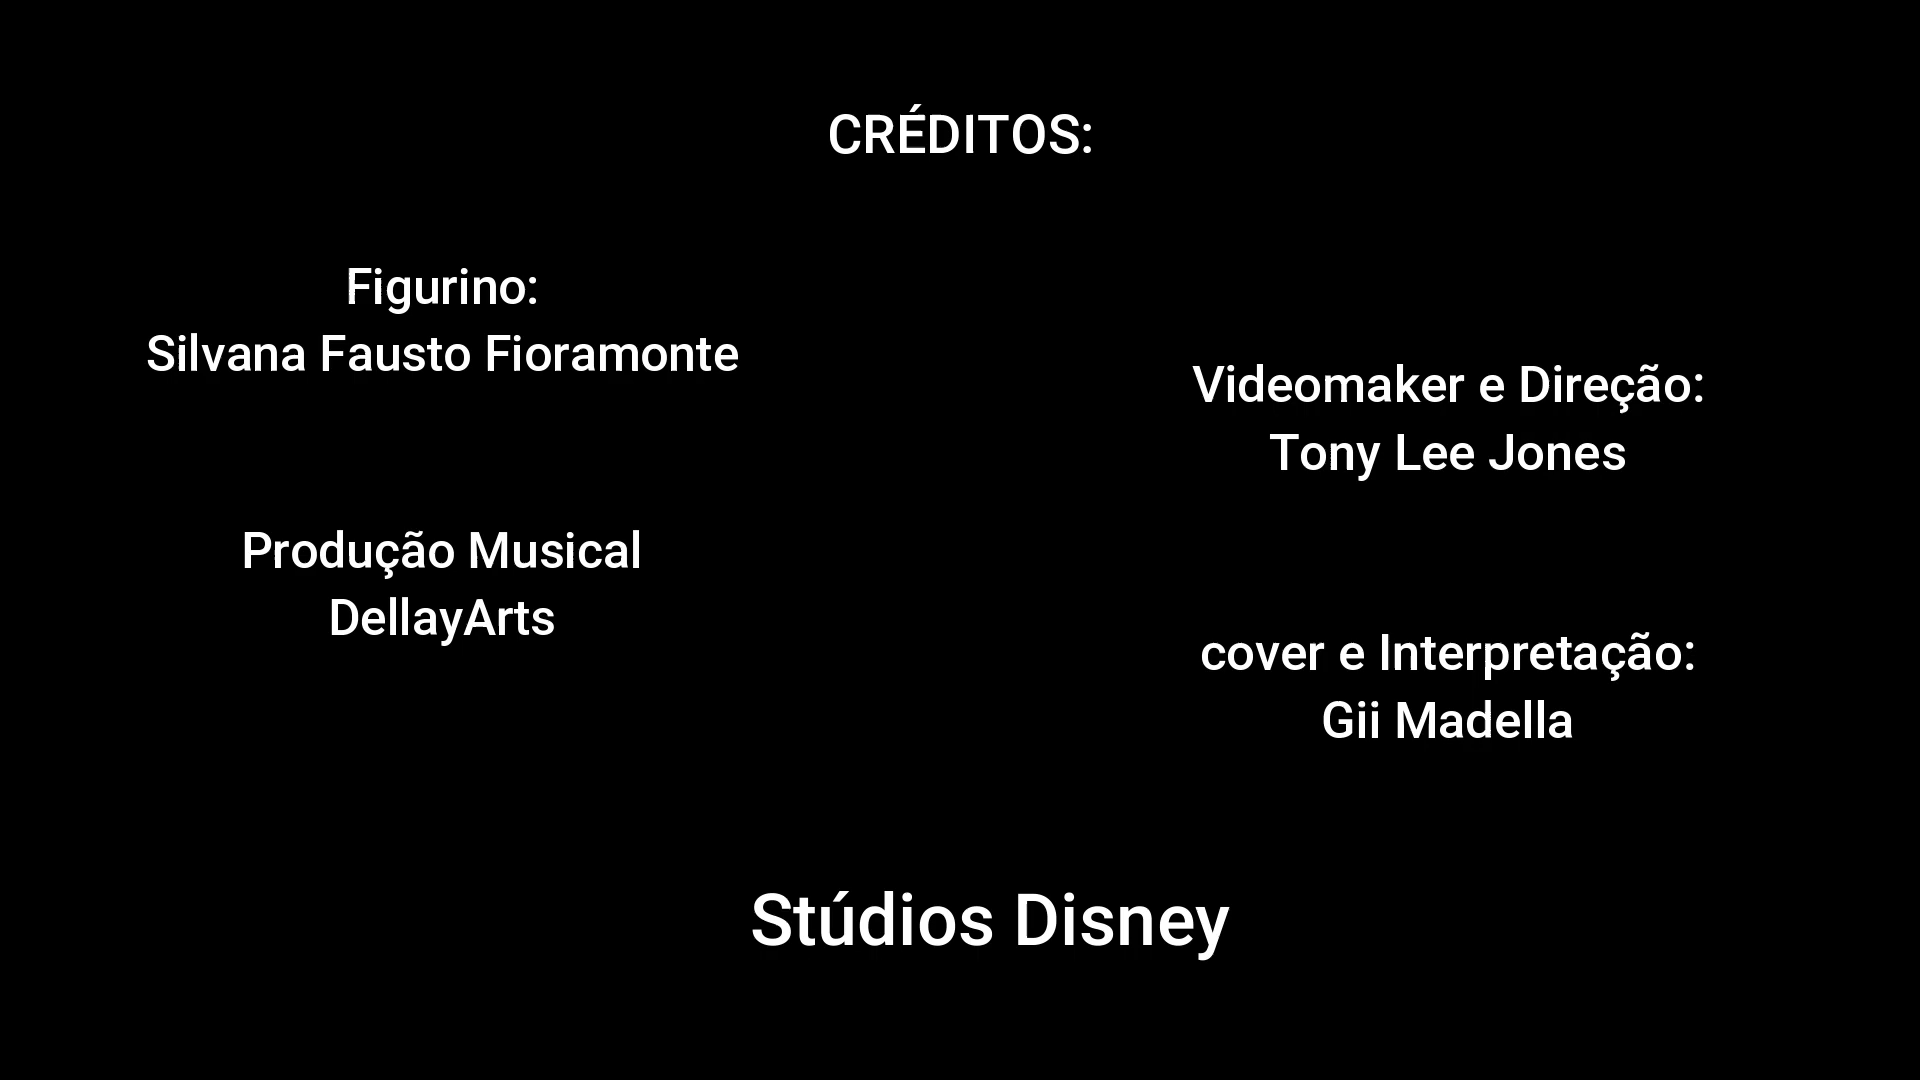 CRÉDITOS:
Figurino:
Silvana Fausto Fioramonte
Produção Musical
DellayArts
Videomaker e Direção:
Tony Lee Jones
cover e Interpretação:
Gii Madella
Stúdios Disney